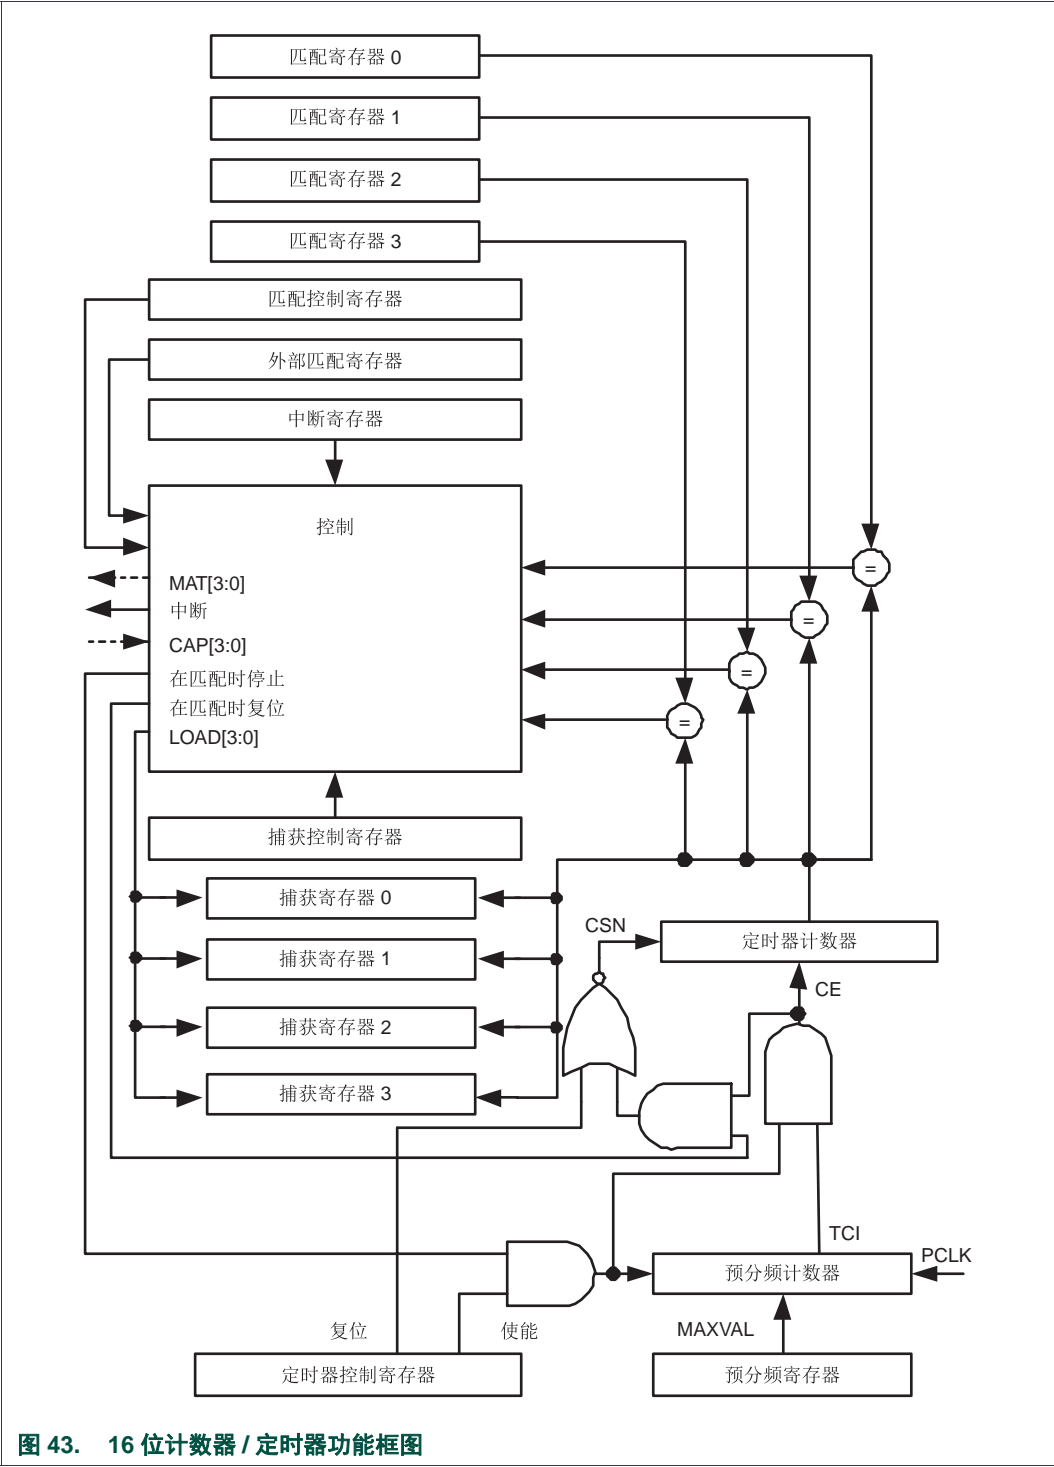 匹配寄存器 0
匹配寄存器 1
匹配寄存器 2
匹配寄存器 3
匹配控制寄存器
外部匹配寄存器
中断寄存器
控制
MAT[3:0]
中断
CAP[3:0]
在匹配时停止
在匹配时复位
LOAD[3:0]
=
=
=
=
捕获控制寄存器
捕获寄存器 0
捕获寄存器 1
捕获寄存器 2
捕获寄存器 3
CSN
定时器计数器
CE
TCI
PCLK
预分频计数器
MAXVAL
预分频寄存器
复位
使能
定时器控制寄存器
图 43. 16 位计数器 / 定时器功能框图